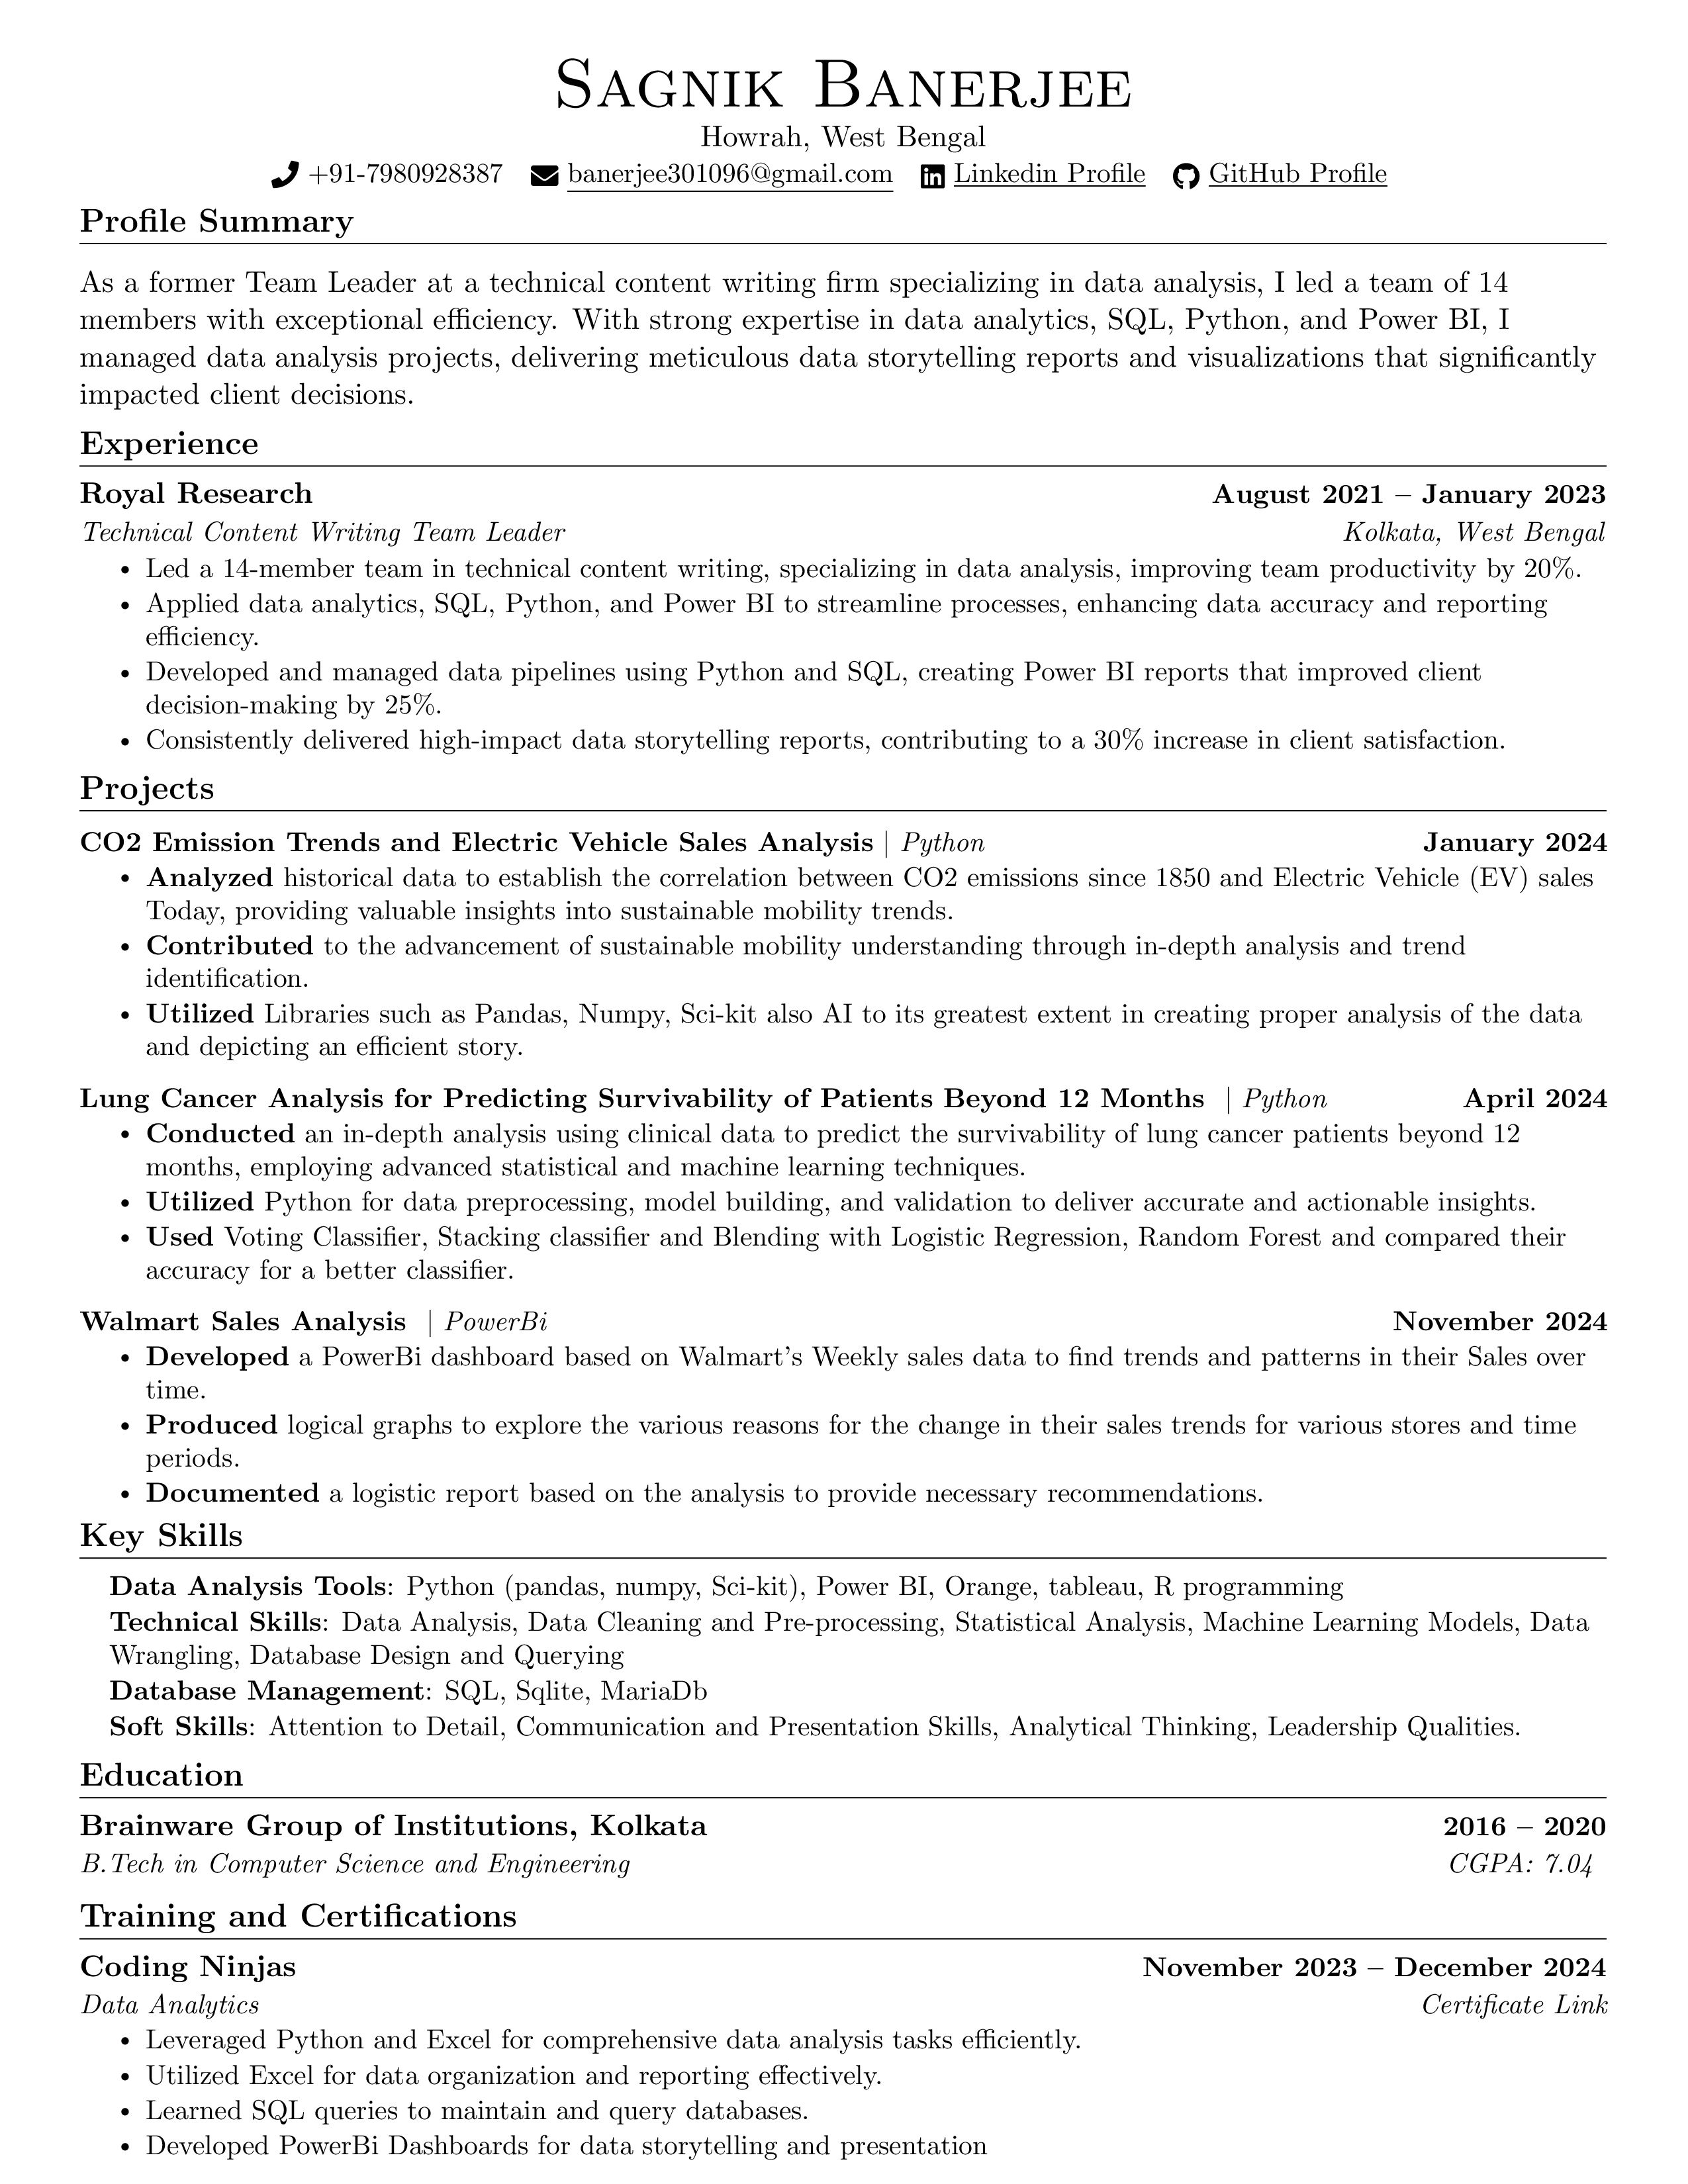 Sagnik Banerjee
Howrah, West Bengal
+91-7980928387 banerjee301096@gmail.com Linkedin Profile GitHub Profile
Profile Summary
As a former Team Leader at a technical content writing firm specializing in data analysis, I led a team of 14
members with exceptional efficiency. With strong expertise in data analytics, SQL, Python, and Power BI, I
managed data analysis projects, delivering meticulous data storytelling reports and visualizations that significantly
impacted client decisions.
Experience
Royal Research August 2021 – January 2023
Technical Content Writing Team Leader Kolkata, West Bengal
• Led a 14-member team in technical content writing, specializing in data analysis, improving team productivity by 20%.
• Applied data analytics, SQL, Python, and Power BI to streamline processes, enhancing data accuracy and reporting
efficiency.
• Developed and managed data pipelines using Python and SQL, creating Power BI reports that improved client
decision-making by 25%.
• Consistently delivered high-impact data storytelling reports, contributing to a 30% increase in client satisfaction.
Projects
CO2 Emission Trends and Electric Vehicle Sales Analysis | Python January 2024
• Analyzed historical data to establish the correlation between CO2 emissions since 1850 and Electric Vehicle (EV) sales
Today, providing valuable insights into sustainable mobility trends.
• Contributed to the advancement of sustainable mobility understanding through in-depth analysis and trend
identification.
• Utilized Libraries such as Pandas, Numpy, Sci-kit also AI to its greatest extent in creating proper analysis of the data
and depicting an efficient story.
Lung Cancer Analysis for Predicting Survivability of Patients Beyond 12 Months | Python April 2024
• Conducted an in-depth analysis using clinical data to predict the survivability of lung cancer patients beyond 12
months, employing advanced statistical and machine learning techniques.
• Utilized Python for data preprocessing, model building, and validation to deliver accurate and actionable insights.
• Used Voting Classifier, Stacking classifier and Blending with Logistic Regression, Random Forest and compared their
accuracy for a better classifier.
Walmart Sales Analysis | PowerBi November 2024
• Developed a PowerBi dashboard based on Walmart's Weekly sales data to find trends and patterns in their Sales over
time.
• Produced logical graphs to explore the various reasons for the change in their sales trends for various stores and time
periods.
• Documented a logistic report based on the analysis to provide necessary recommendations.
Key Skills
Data Analysis Tools: Python (pandas, numpy, Sci-kit), Power BI, Orange, tableau, R programming
Technical Skills: Data Analysis, Data Cleaning and Pre-processing, Statistical Analysis, Machine Learning Models, Data
Wrangling, Database Design and Querying
Database Management: SQL, Sqlite, MariaDb
Soft Skills: Attention to Detail, Communication and Presentation Skills, Analytical Thinking, Leadership Qualities.
Education
Brainware Group of Institutions, Kolkata 2016 – 2020
B.Tech in Computer Science and Engineering CGPA: 7.04
Training and Certifications
Coding Ninjas November 2023 – December 2024
Data Analytics Certificate Link
• Leveraged Python and Excel for comprehensive data analysis tasks efficiently.
• Utilized Excel for data organization and reporting effectively.
• Learned SQL queries to maintain and query databases.
• Developed PowerBi Dashboards for data storytelling and presentation